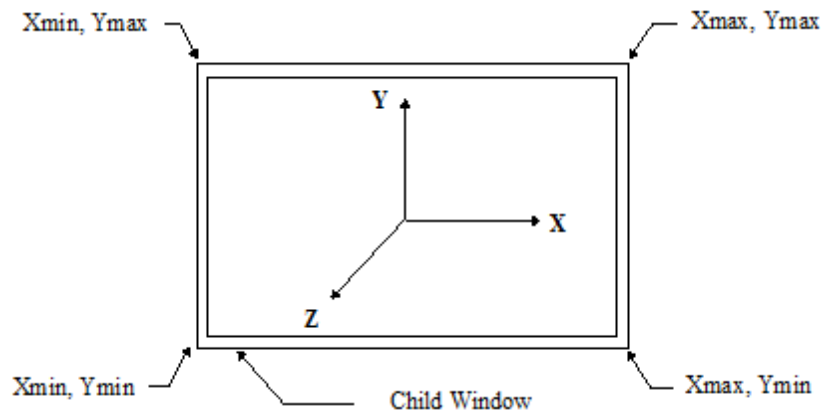 Xmin, Ymax
Xmax, Ymax
Y
X
Z
Xmin, Ymin
Xmax, Ymin
Child Window